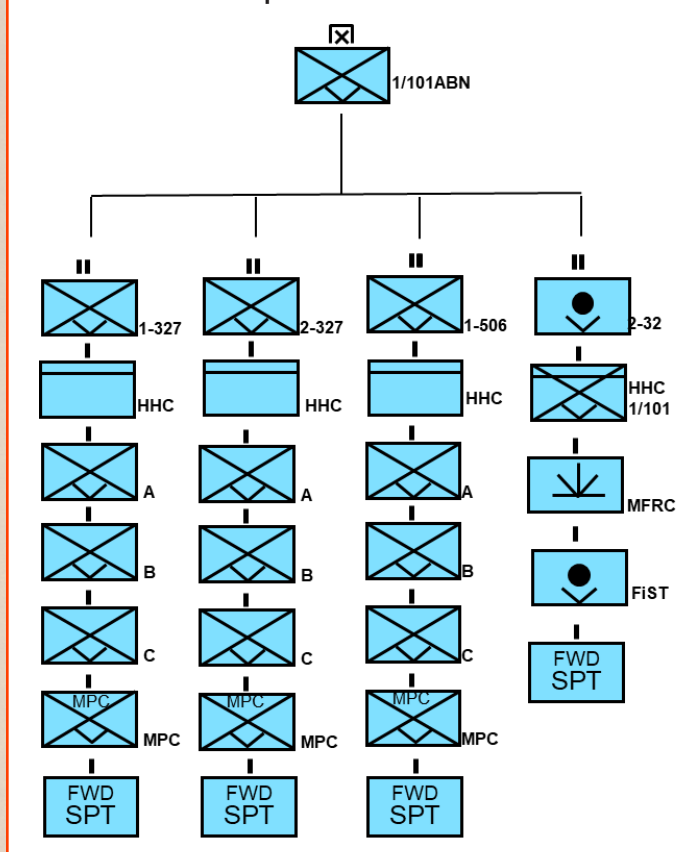 1/101ABN
1-327
HHC
A
B
C
MPC
MPC
FWD
SPT
2-327
HHC
A
B
C
MPC
MPC
FWD
SPT
1-506
HHC
A
B
C
MPC
MPC
FWD
SPT
2-32
HHC
1/101
MFRC
FiST
FWD
SPT